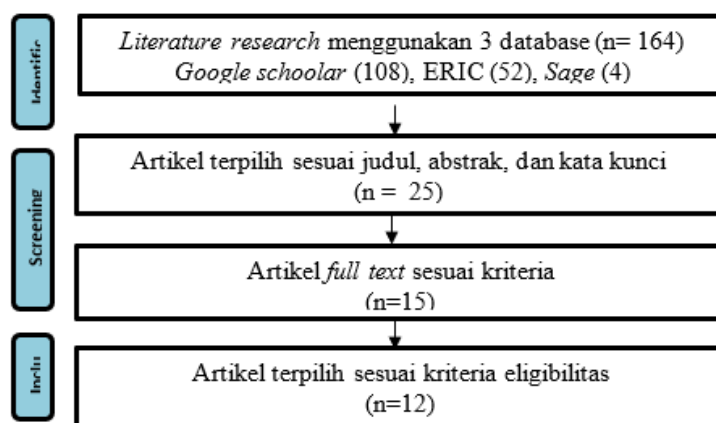 Identific
Literature research menggunakan 3 database (n= 164)
Google schoolar (108), ERIC (52), Sage (4)
Screening
Artikel terpilih sesuai judul, abstrak, dan kata kunci
(n = 25)
Artikel full text sesuai kriteria
(n=15)
Inclu
Artikel terpilih sesuai kriteria eligibilitas
(n=12)